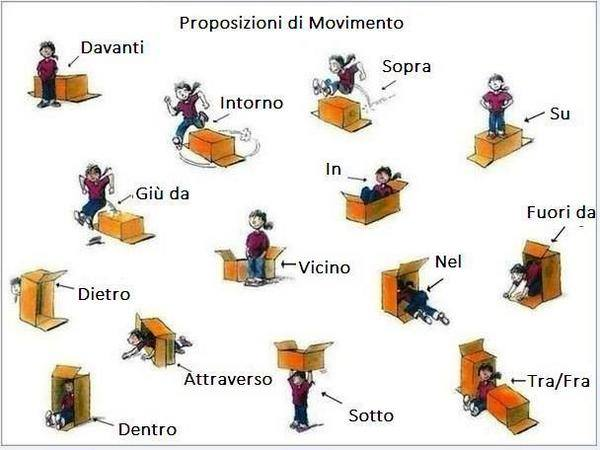 Proposizioni di Movimento
Davanti
Intorno
Sopra
Su
Giù da
In
Vicino
Nel
Fuori da
Dietro
Attraverso
Dentro
Sotto
Tra/Fra